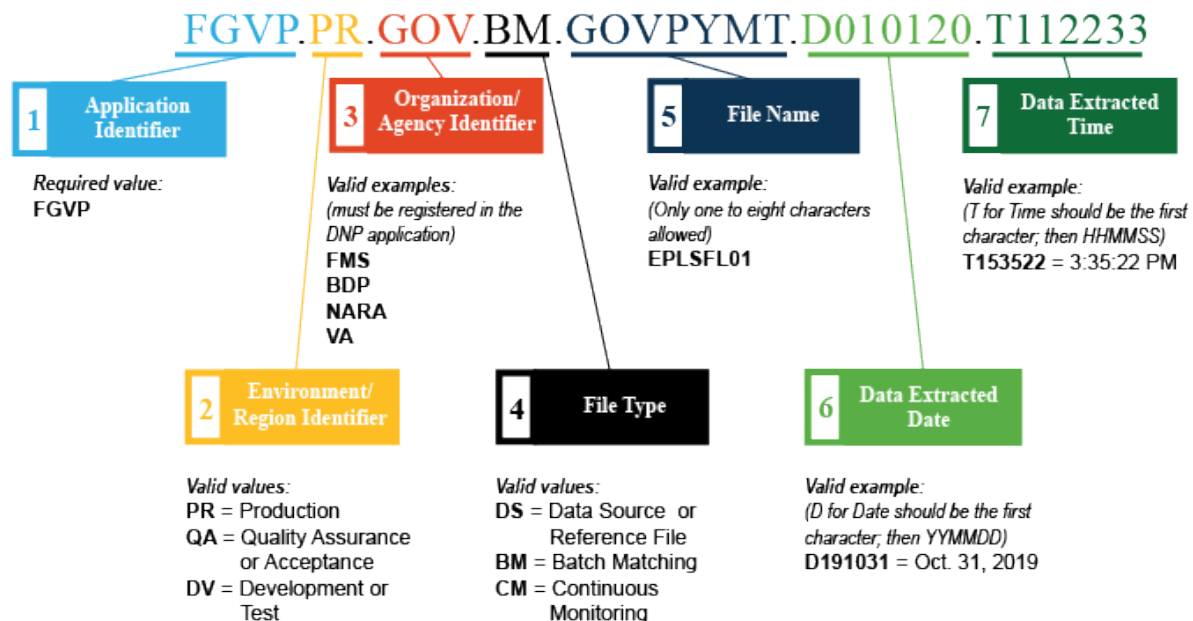 FGVP.PR.GOV.BM.GOVPYMT.D010120.T112233
1
Application
Identifier
Required value:
FGVP
3
Organization/
Agency Identifier
Valid examples:
(must be registered in the
DNP application)
FMS
BDP
NARA
VA
5
File Name
Valid example:
(Only one to eight characters
allowed)
EPLSFL01
7
Data Extracted
Time
Valid example:
(T for Time should be the first
character; then HHMMSS)
T153522 = 3:35:22 PM
2
Environment/
Region Identifier
Valid values:
PR = Production
QA = Quality Assurance
or Acceptance
DV = Development or
Test
4
File Type
Valid values:
DS = Data Source or
Reference File
BM = Batch Matching
CM = Continuous
Monitoring
6
Data Extracted
Date
Valid example:
(D for Date should be the first
character; then YYMMDD)
D191031 = Oct. 31, 2019